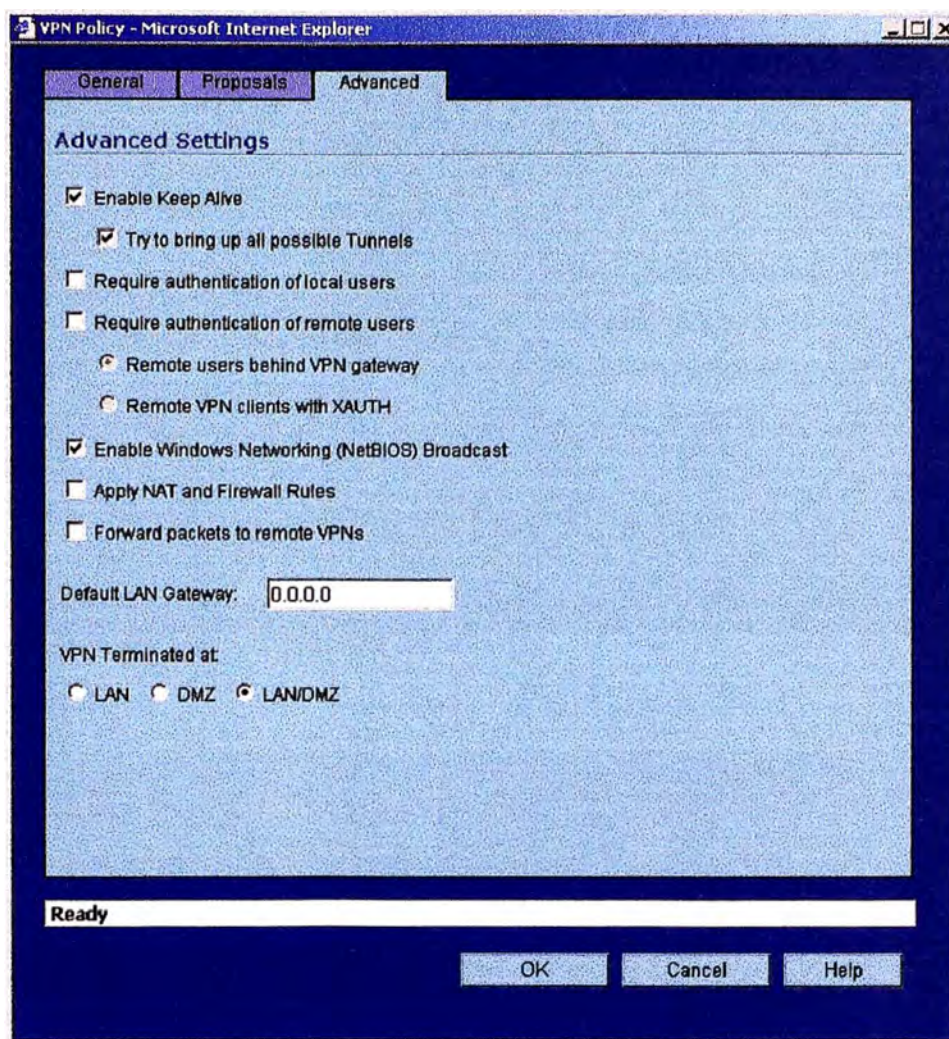 VPN Policy - Microsoft Internet Explorer
General Proposals Advanced
Advanced Settings
Enable Keep Alive
Try to bring up all possible Tunnels
Require authentication of local users
Require authentication of remote users
Remote users behind VPN gateway
Remote VPN clients with XAUTH
Enable Windows Networking (NetBIOS) Broadcast
Apply NAT and Firewall Rules
Forward packets to remote VPNs
Default LAN Gateway: 0.0.0.0
VPN Terminated at:
LAN DMZ LAN/DMZ
Ready
OK Cancel Help